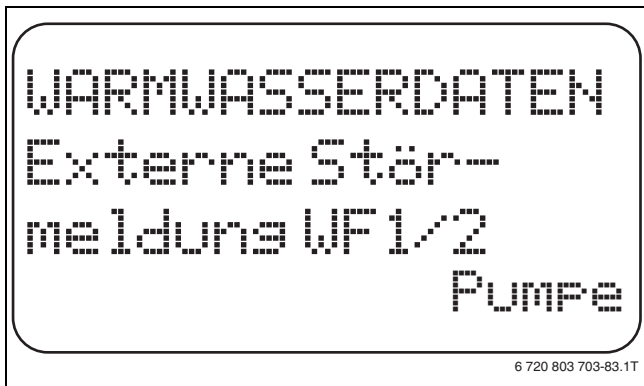 WARMWASSERDATEN
Externe Stör-
meldung WF1/2
Pumpe
6 720 803 703-83.1T